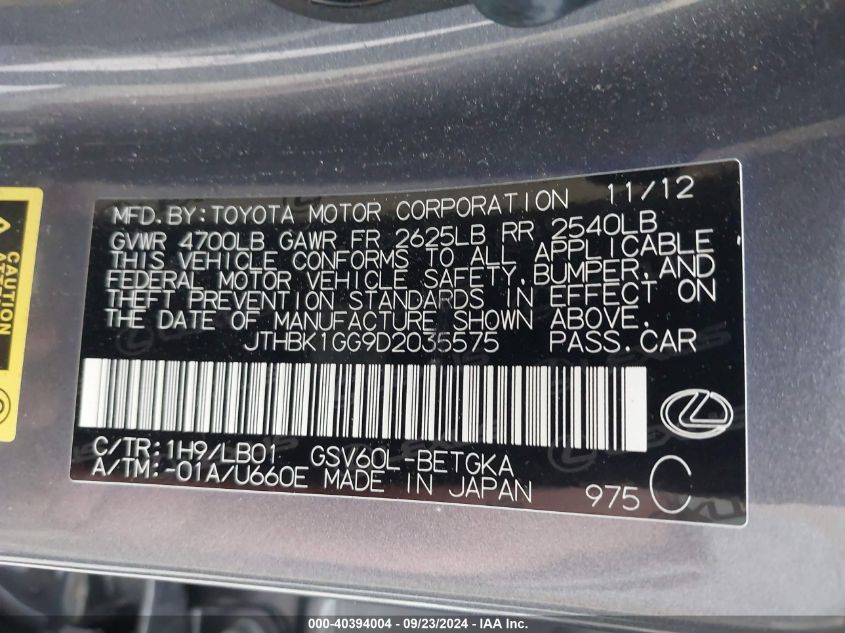 MFD. BY: TOYOTA MOTOR CORPORATION 11/12
GVWR 4700LB GAWR FR 2625LB RR 2540LB
THIS VEHICLE CONFORMS TO ALL APPLICABLE
FEDERAL MOTOR VEHICLE SAFETY, BUMPER, AND
THEFT PREVENTION STANDARDS IN EFFECT ON
THE DATE OF MANUFACTURE SHOWN ABOVE.
JTHBK1GG9D2035575 PASS. CAR
C/TR: 1H9/LB01 GSV60L-BETGKA
A/TM: -01A/U660E MADE IN JAPAN 975 C
CAUTION
000-40394004 - 09/23/2024 - IAA Inc.